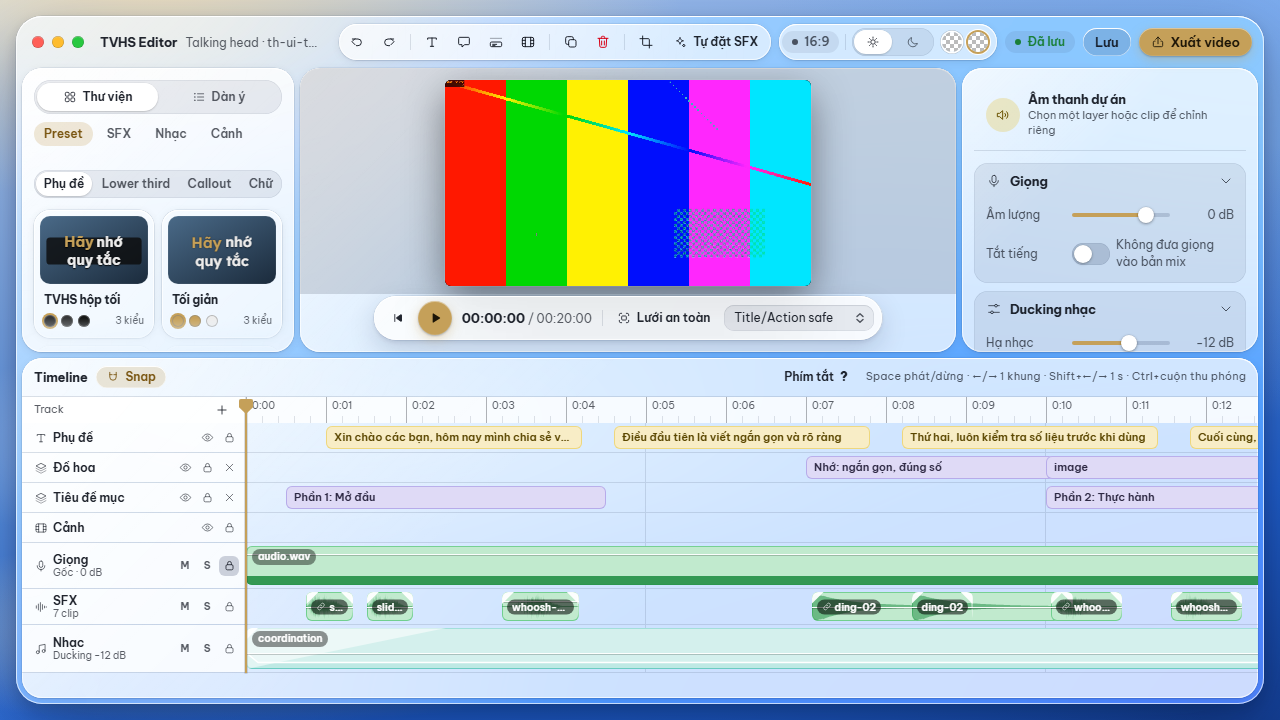 TVHS Editor
Talking head · th-ui-t...
Tự đặt SFX
16:9
Đã lưu
Lưu
Xuất video
Thư viện
Dàn ý
Preset
SFX
Nhạc
Cảnh
Phụ đề
Lower third
Callout
Chữ
Hãy nhớ
quy tắc
Hãy nhớ
quy tắc
TVHS hộp tối
3 kiểu
Tối giản
3 kiểu
00:00:00 / 00:20:00
Lưới an toàn
Title/Action safe
Âm thanh dự án
Chọn một layer hoặc clip để chỉnh
riêng
Giọng
Âm lượng
0 dB
Tắt tiếng
Không đưa giọng
vào bản mix
Ducking nhạc
Hạ nhạc
−12 dB
Timeline
Snap
Phím tắt ?
Space phát/dừng · ←/→ 1 khung · Shift+←/→ 1 s · Ctrl+cuộn thu phóng
Track
0:00
0:01
0:02
0:03
0:04
0:05
0:06
0:07
0:08
0:09
0:10
0:11
0:12
Phụ đề
Xin chào các bạn, hôm nay mình chia sẻ v...
Điều đầu tiên là viết ngắn gọn và rõ ràng
Thứ hai, luôn kiểm tra số liệu trước khi dùng
Cuối cùng,
Đồ họa
Nhớ: ngắn gọn, đúng số
image
Tiêu đề mục
Phần 1: Mở đầu
Phần 2: Thực hành
Cảnh
Giọng
Gốc · 0 dB
M
S
audio.wav
SFX
7 clip
M
S
s...
slid...
whoosh-...
ding-02
ding-02
whoo...
whoosh...
Nhạc
Ducking −12 dB
M
S
coordination